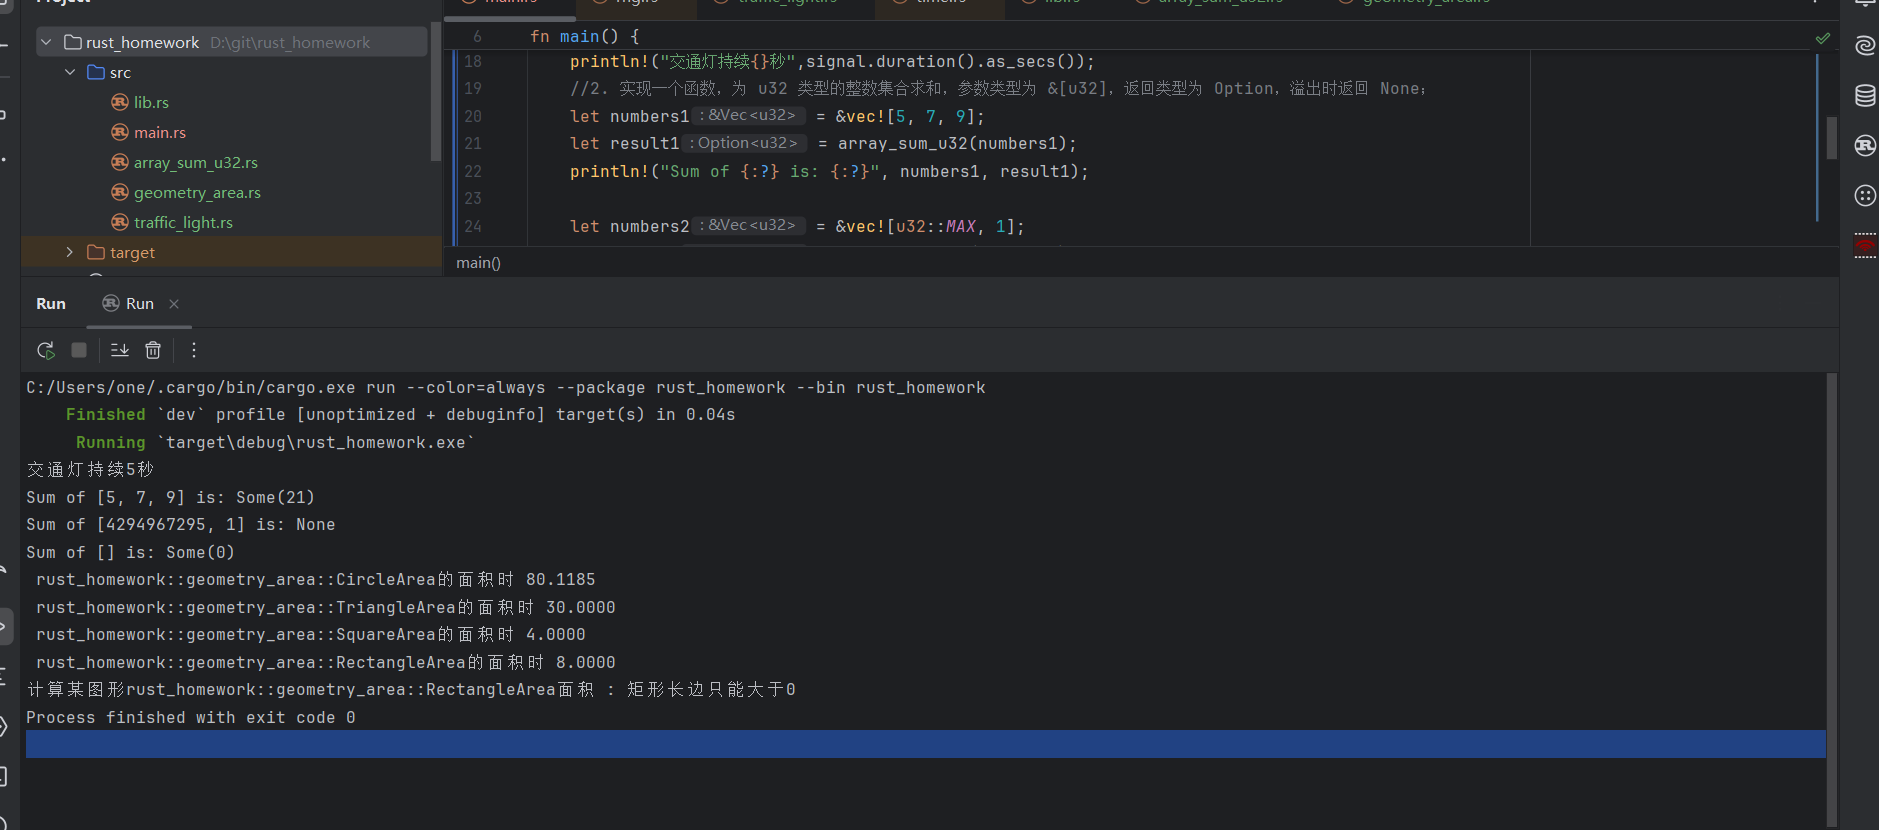 Project
main.rs
traffic_light.rs
lib.rs
array_sum_u32.rs
geometry_area.rs
rust_homework D:\git\rust_homework
src
lib.rs
main.rs
array_sum_u32.rs
geometry_area.rs
traffic_light.rs
target
6 fn main() {
18 println!("交通灯持续{}秒",signal.duration().as_secs());
19 //2. 实现一个函数，为 u32 类型的整数集合求和，参数类型为 &[u32]，返回类型为 Option，溢出时返回 None；
20 let numbers1 : &Vec<u32> = &vec![5, 7, 9];
21 let result1 : Option<u32> = array_sum_u32(numbers1);
22 println!("Sum of {:?} is: {:?}", numbers1, result1);
23
24 let numbers2 : &Vec<u32> = &vec![u32::MAX, 1];
main()
Run Run
C:/Users/one/.cargo/bin/cargo.exe run --color=always --package rust_homework --bin rust_homework
Finished `dev` profile [unoptimized + debuginfo] target(s) in 0.04s
Running `target\debug\rust_homework.exe`
交通灯持续5秒
Sum of [5, 7, 9] is: Some(21)
Sum of [4294967295, 1] is: None
Sum of [] is: Some(0)
rust_homework::geometry_area::CircleArea的面积时 80.1185
rust_homework::geometry_area::TriangleArea的面积时 30.0000
rust_homework::geometry_area::SquareArea的面积时 4.0000
rust_homework::geometry_area::RectangleArea的面积时 8.0000
计算某图形rust_homework::geometry_area::RectangleArea面积 : 矩形长边只能大于0
Process finished with exit code 0